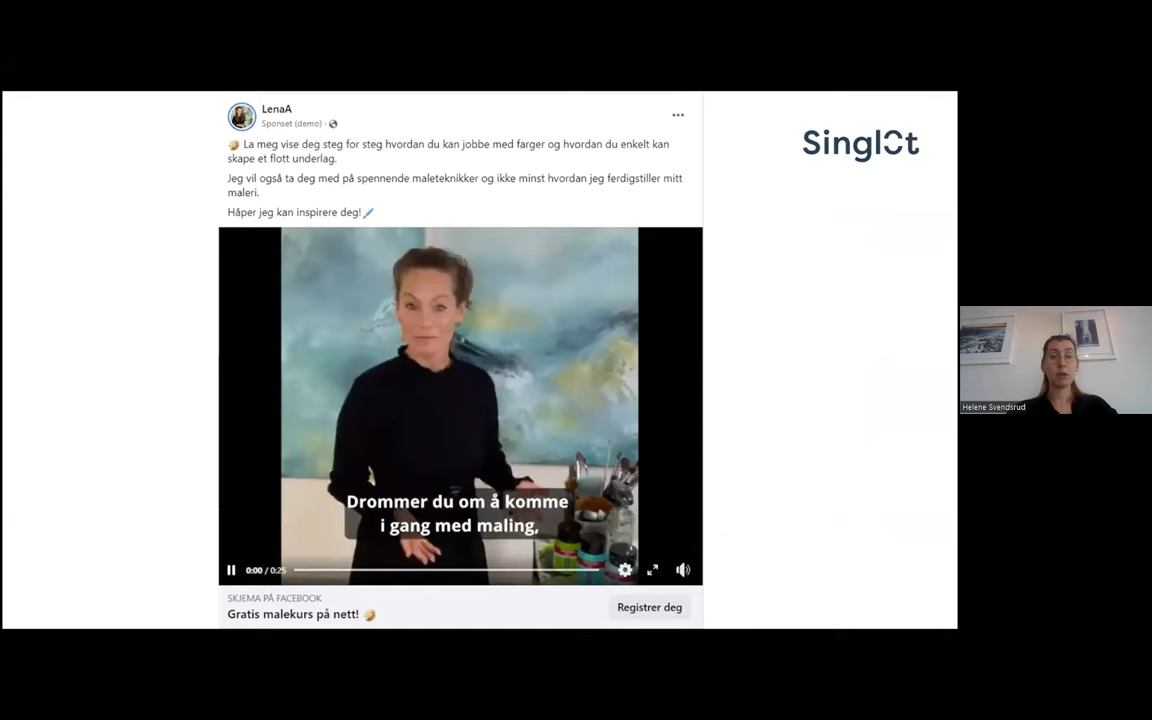 LenaA
Sponset (demo) ·
La meg vise deg steg for steg hvordan du kan jobbe med farger og hvordan du enkelt kan
skape et flott underlag.
Jeg vil også ta deg med på spennende maleteknikker og ikke minst hvordan jeg ferdigstiller mitt
maleri.
Håper jeg kan inspirere deg!
Singlot
Drommer du om å komme
i gang med maling,
0:00 / 0:25
SKJEMA PÅ FACEBOOK
Gratis malekurs på nett!
Registrer deg
Helene Svendsrud